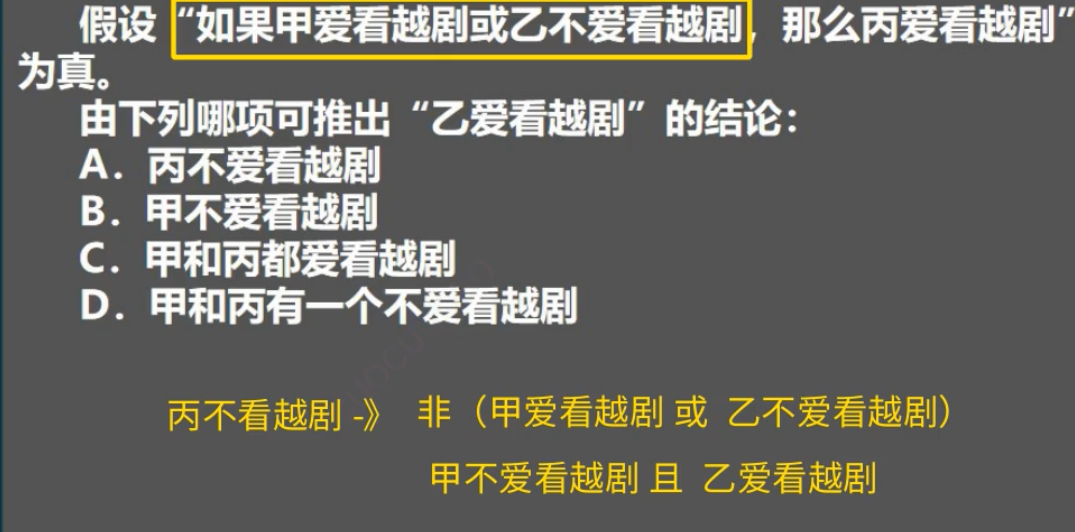 假设“如果甲爱看越剧或乙不爱看越剧，那么丙爱看越剧”
为真。
由下列哪项可推出“乙爱看越剧”的结论：
A．丙不爱看越剧
B．甲不爱看越剧
C．甲和丙都爱看越剧
D．甲和丙有一个不爱看越剧
丙不看越剧 -》 非（甲爱看越剧 或 乙不爱看越剧）
甲不爱看越剧 且 乙爱看越剧